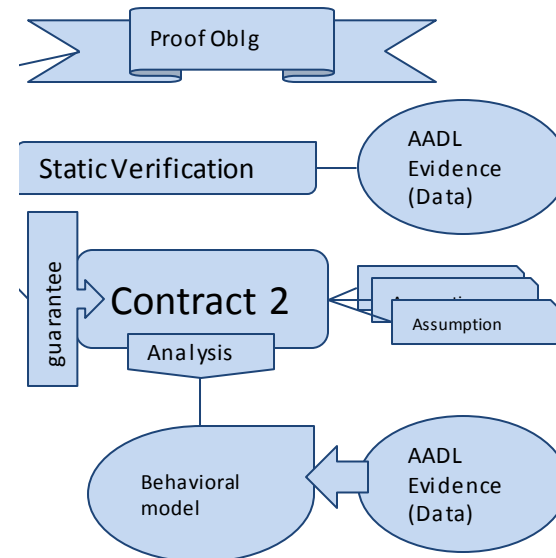 Proof Oblg
Static Verification
AADL
Evidence
(Data)
guarantee
Contract 2
Assumption
Analysis
Behavioral
model
AADL
Evidence
(Data)